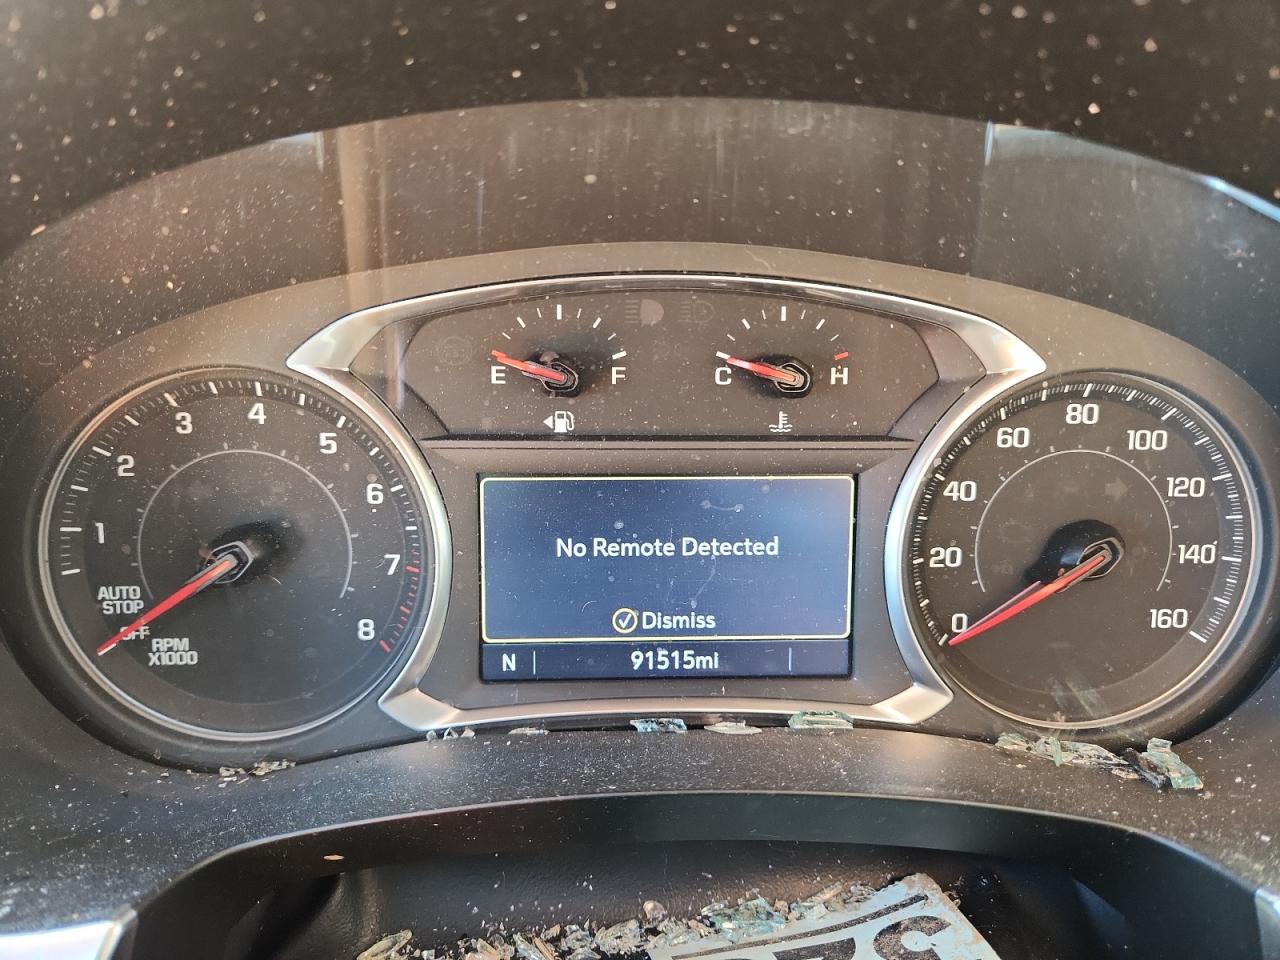 E F
C H
1 2 3 4 5 6 7 8
AUTO
STOP
OFF
RPM
X1000
No Remote Detected
Dismiss
N 91515mi
0 20 40 60 80 100 120 140 160